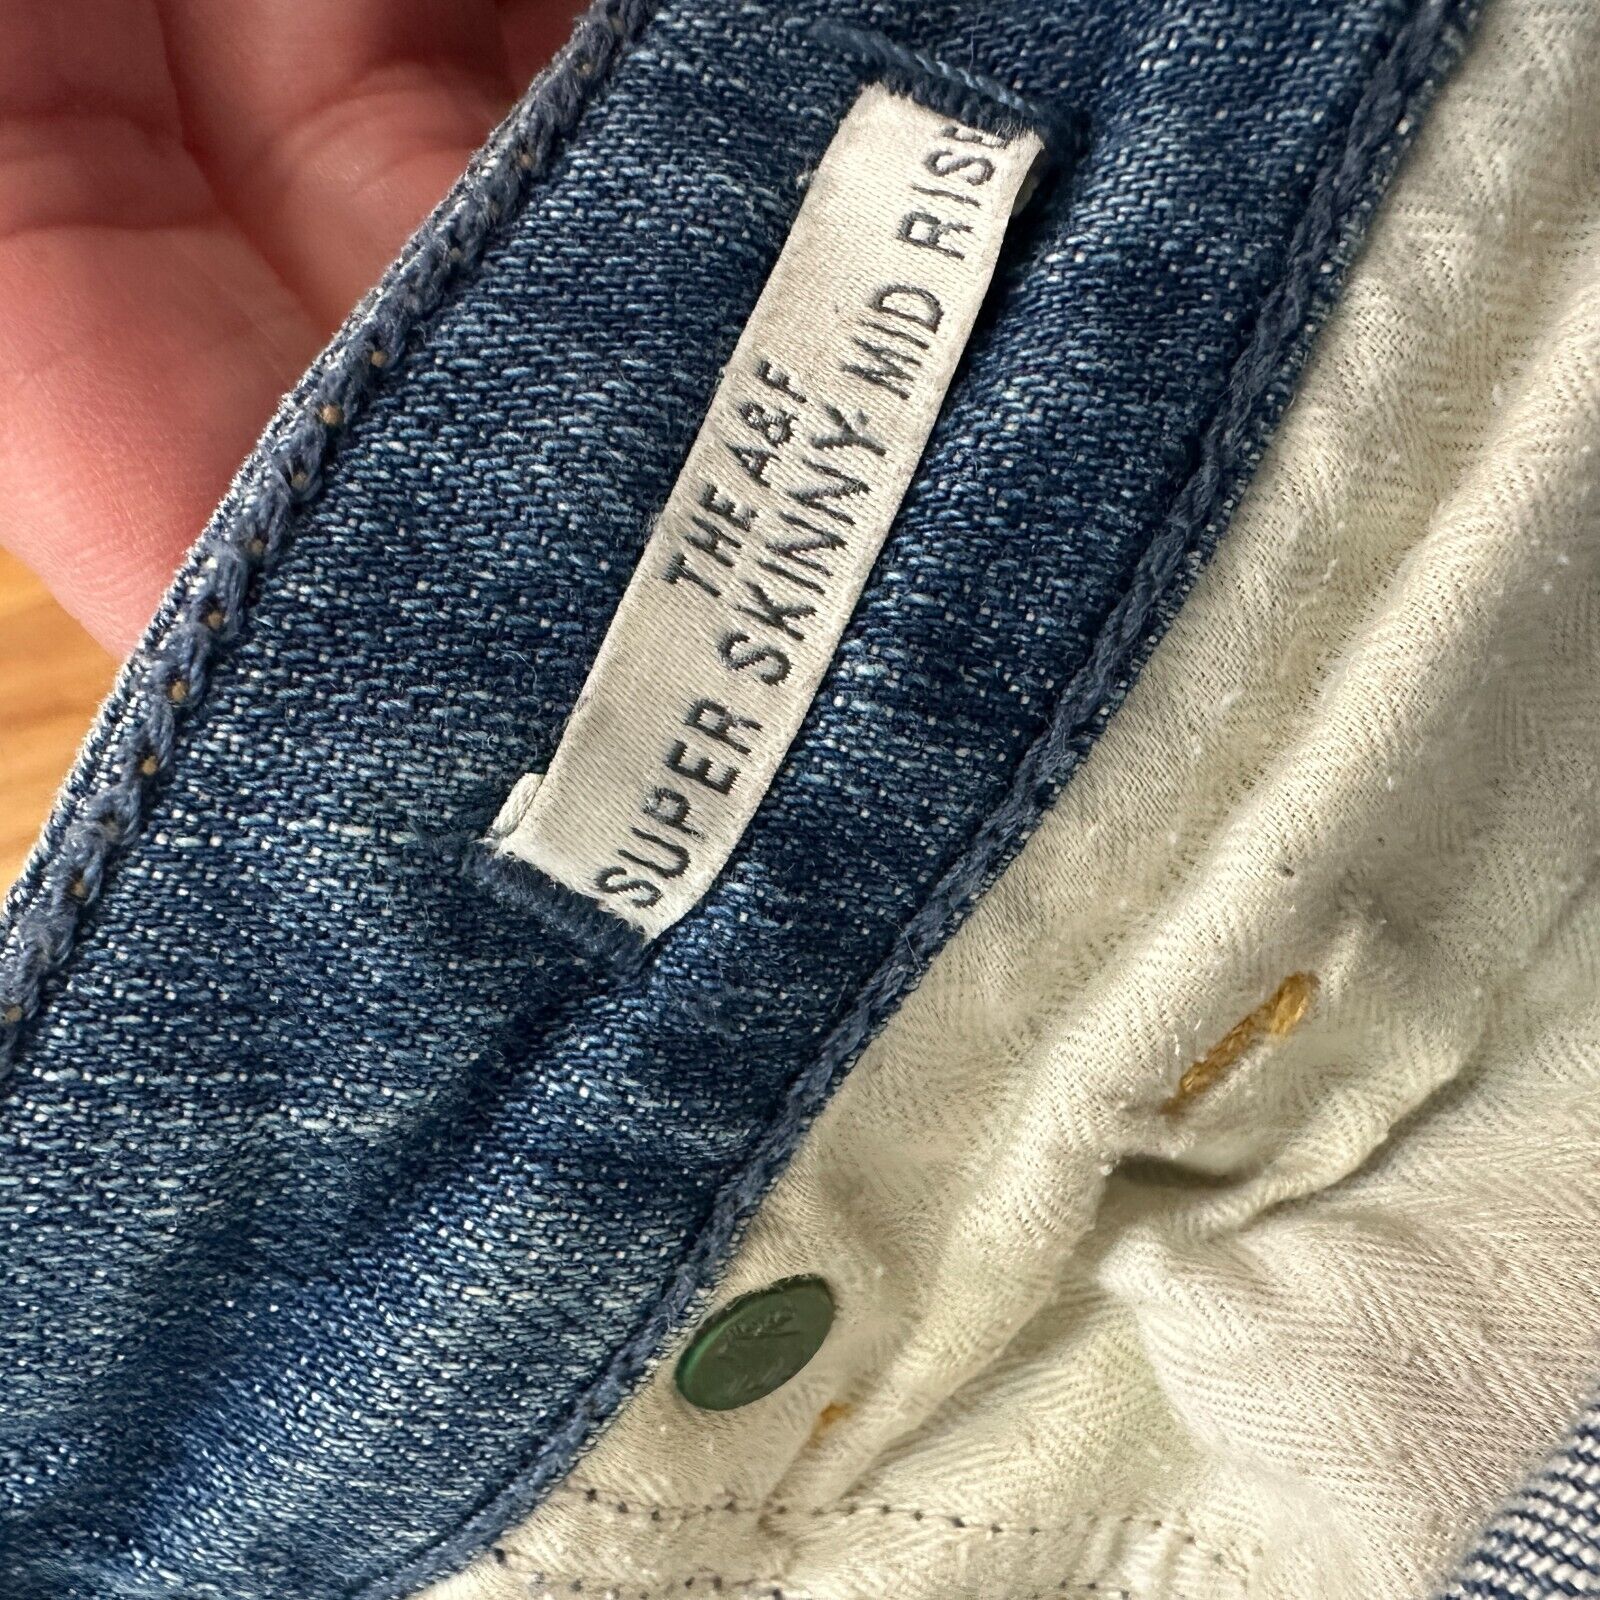 THE A&F
SUPER SKINNY. MID RISE